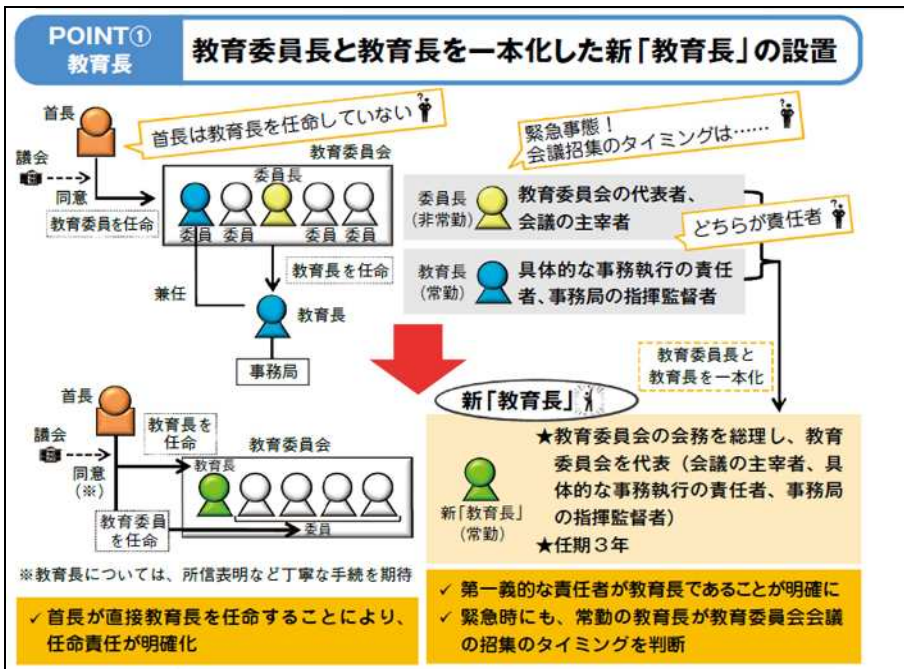 POINT①
教育長
教育委員長と教育長を一本化した新「教育長」の設置
首長
首長は教育長を任命していない
議会
同意
教育委員を任命
教育委員会
委員長
委員 委員 委員 委員
教育長を任命
兼任
教育長
事務局
緊急事態!
会議招集のタイミングは……
委員長
(非常勤)
教育委員会の代表者、
会議の主宰者
どちらが責任者
教育長
(常勤)
具体的な事務執行の責任
者、事務局の指揮監督者
教育委員長と
教育長を一本化
首長
教育長を
任命
議会
同意
(※)
教育委員
を任命
教育委員会
教育長
委員
※教育長については、所信表明など丁寧な手続を期待
✓首長が直接教育長を任命することにより、
任命責任が明確化
新「教育長」
新「教育長」
(常勤)
★教育委員会の会務を総理し、教育
委員会を代表(会議の主宰者、具
体的な事務執行の責任者、事務局
の指揮監督者)
★任期3年
✓第一義的な責任者が教育長であることが明確に
✓緊急時にも、常勤の教育長が教育委員会会議
の招集のタイミングを判断